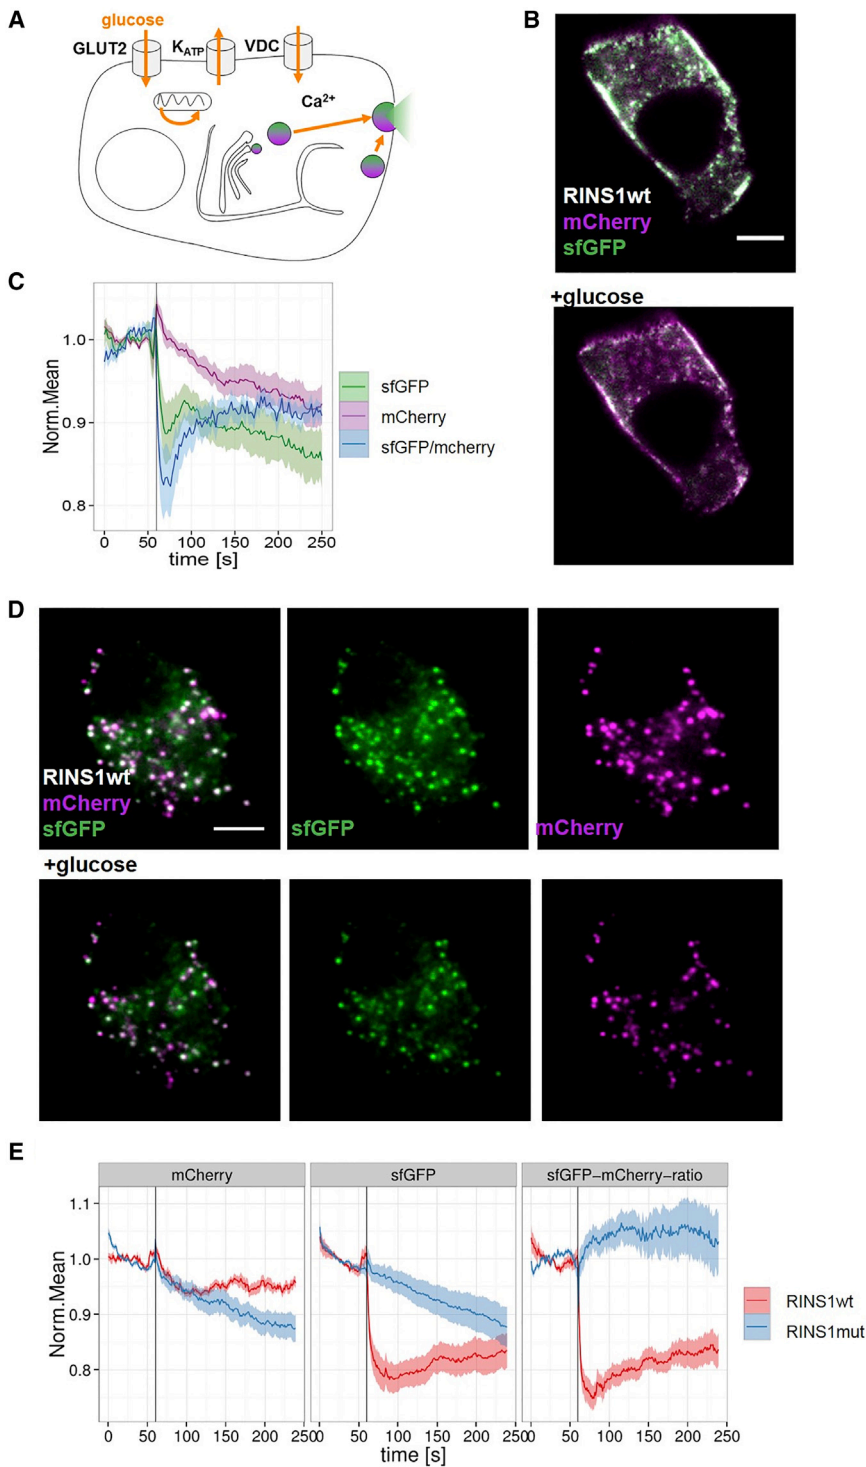 A
glucose
GLUT2
KATP
VDC
Ca2+
B
RINS1wt
mCherry
sfGFP
+glucose
C
Norm.Mean
1.0
0.9
0.8
0 50 100 150 200 250
time [s]
sfGFP
mCherry
sfGFP/mcherry
D
RINS1wt
mCherry
sfGFP
sfGFP
mCherry
+glucose
E
mCherry
sfGFP
sfGFP−mCherry−ratio
Norm.Mean
1.1
1.0
0.9
0.8
0 50 100 150 200 250
0 50 100 150 200 250
0 50 100 150 200 250
time [s]
RINS1wt
RINS1mut